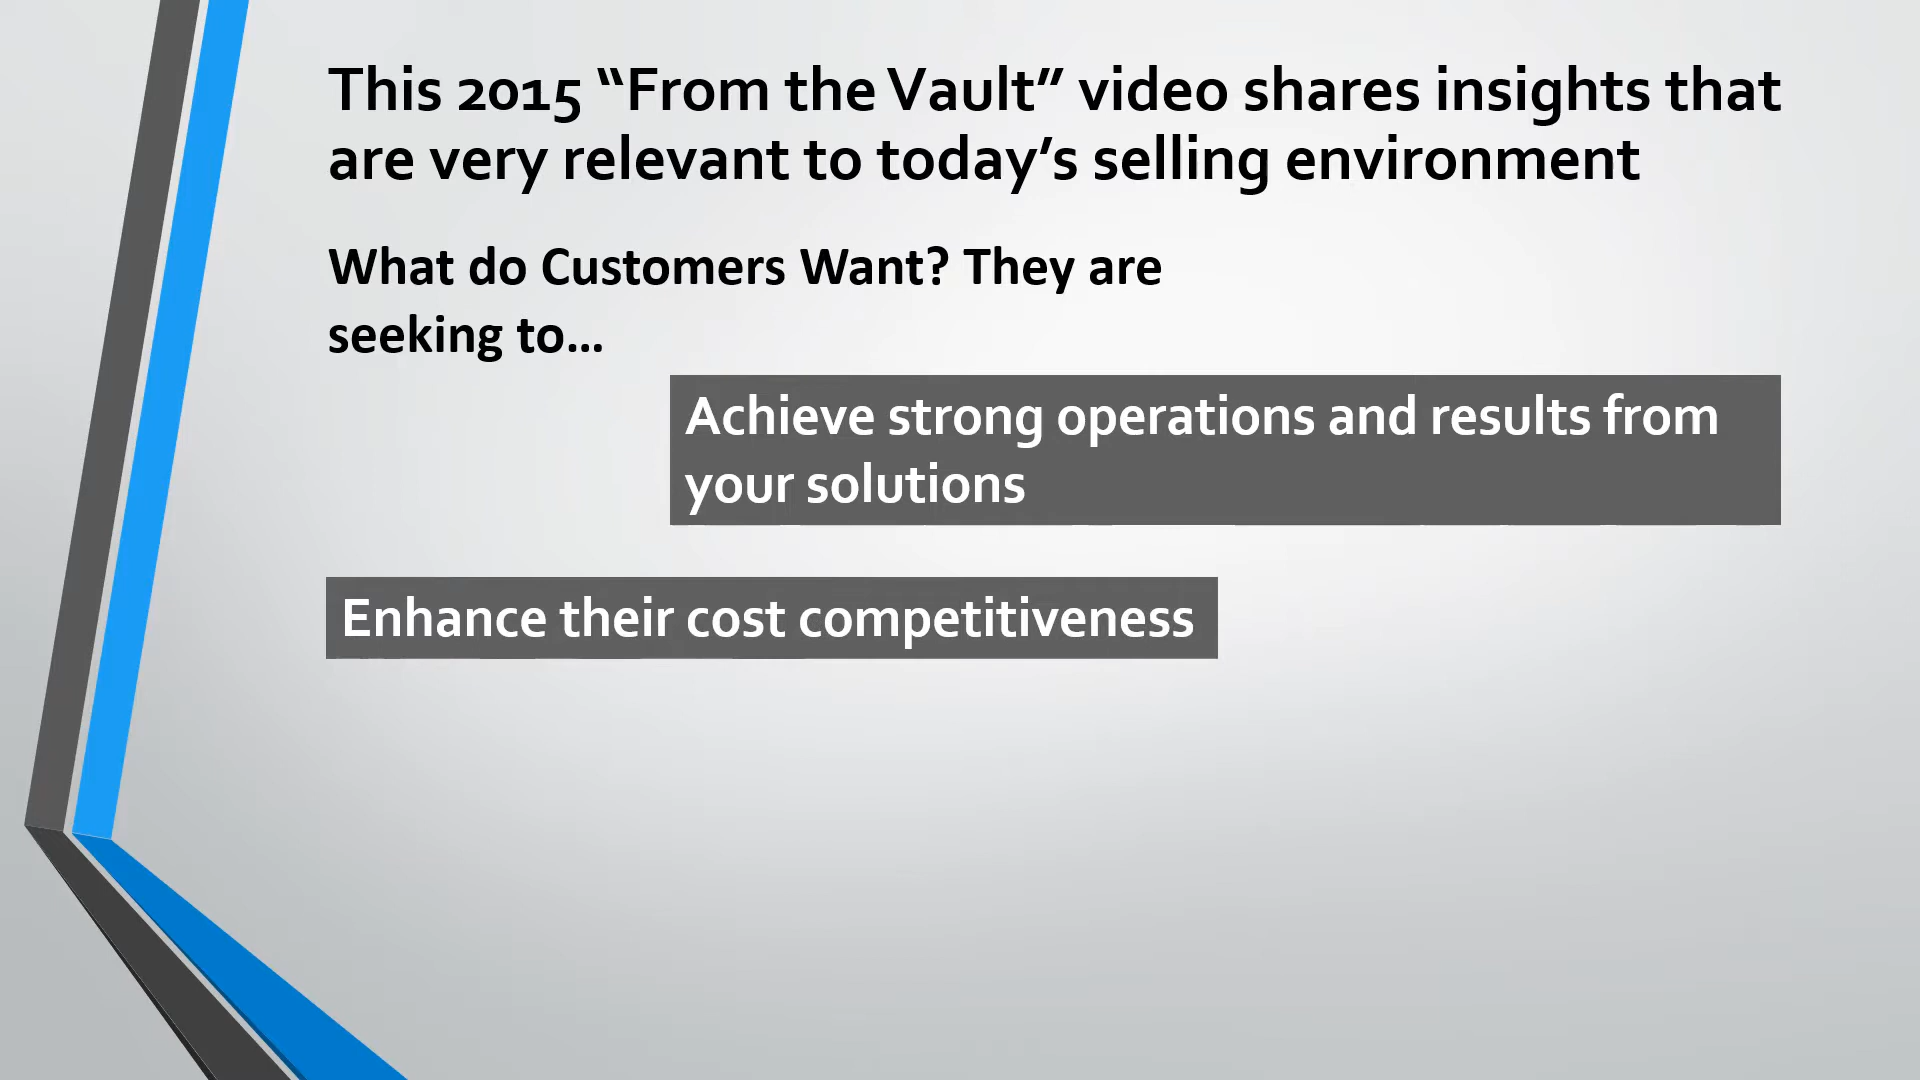 This 2015 “From the Vault” video shares insights that
are very relevant to today’s selling environment
What do Customers Want? They are
seeking to…
Achieve strong operations and results from
your solutions
Enhance their cost competitiveness